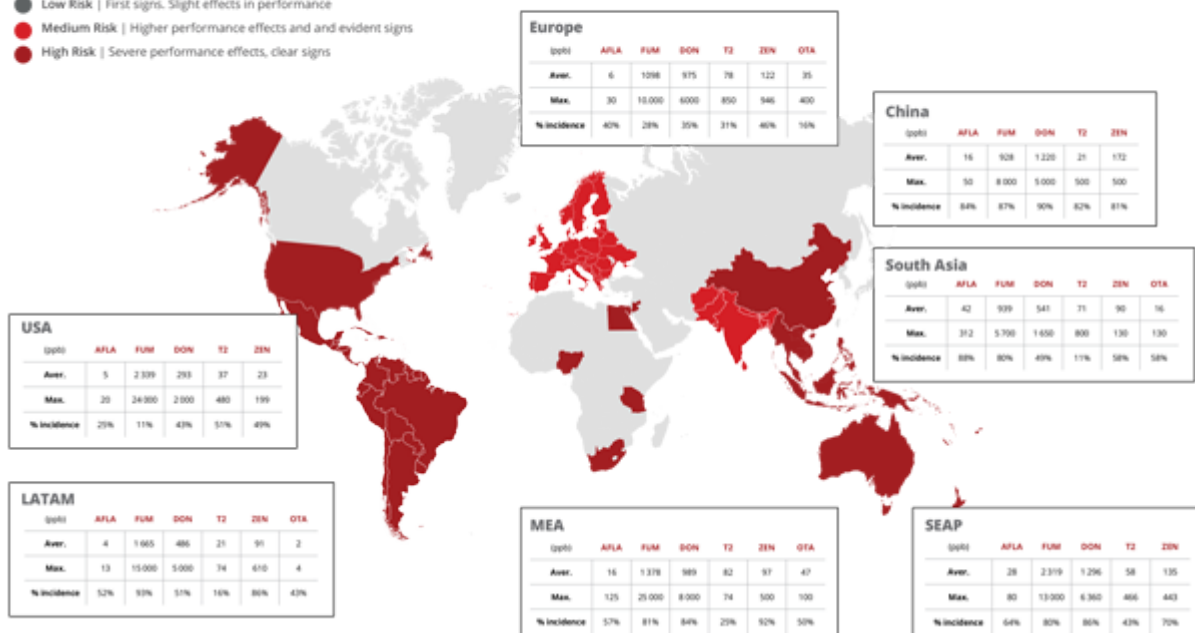 Low Risk | First signs. Slight effects in performance
Medium Risk | Higher performance effects and and evident signs
High Risk | Severe performance effects, clear signs
Europe
(ppb) AFLA FUM DON T2 ZEN OTA
Aver. 6 1098 975 78 122 35
Max. 30 10.000 6000 850 946 400
% incidence 40% 28% 35% 31% 46% 16%
China
(ppb) AFLA FUM DON T2 ZEN
Aver. 16 928 1 220 21 172
Max. 50 8 000 5 000 500 500
% incidence 84% 87% 90% 82% 81%
South Asia
(ppb) AFLA FUM DON T2 ZEN OTA
Aver. 42 939 541 71 90 16
Max. 312 5 700 1 650 800 130 130
% incidence 88% 80% 49% 11% 58% 58%
USA
(ppb) AFLA FUM DON T2 ZEN
Aver. 5 2 339 293 37 23
Max. 20 24 000 2 000 480 199
% incidence 25% 11% 43% 51% 49%
LATAM
(ppb) AFLA FUM DON T2 ZEN OTA
Aver. 4 1 665 486 21 91 2
Max. 13 15 000 5 000 74 610 4
% incidence 52% 93% 51% 16% 86% 43%
MEA
(ppb) AFLA FUM DON T2 ZEN OTA
Aver. 16 1 378 989 82 97 47
Max. 125 25 000 8 000 74 500 100
% incidence 57% 81% 84% 25% 92% 50%
SEAP
(ppb) AFLA FUM DON T2 ZEN
Aver. 28 2 319 1 296 58 135
Max. 80 13 000 6 360 466 443
% incidence 64% 80% 86% 43% 70%